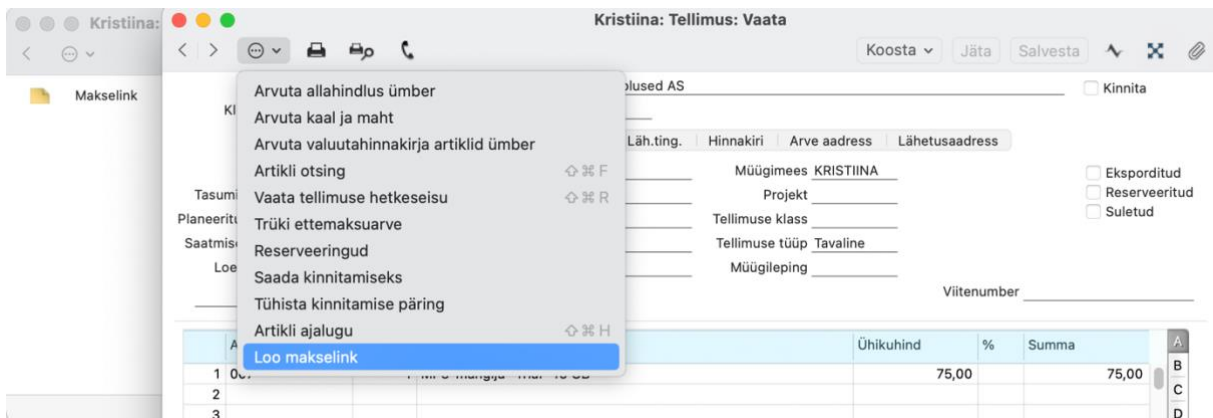 Kristiina:
Kristiina: Tellimus: Vaata
Koosta
Jäta
Salvesta
Makselink
Arvuta allahindlus ümber
Arvuta kaal ja maht
Arvuta valuutahinnakirja artiklid ümber
Artikli otsing ⇧⌘F
Vaata tellimuse hetkeseisu ⇧⌘R
Trüki ettemaksuarve
Reserveeringud
Saada kinnitamiseks
Tühista kinnitamise päring
Artikli ajalugu ⇧⌘H
Loo makselink
AS
Kinnita
Läh.ting. Hinnakiri Arve aadress Lähetusaadress
Müügimees KRISTIINA
Eksporditud
Projekt
Reserveeritud
Tellimuse klass
Suletud
Tellimuse tüüp Tavaline
Müügileping
Viitenumber
Ühikuhind % Summa A
1 75,00 75,00 B
2 C
3 D